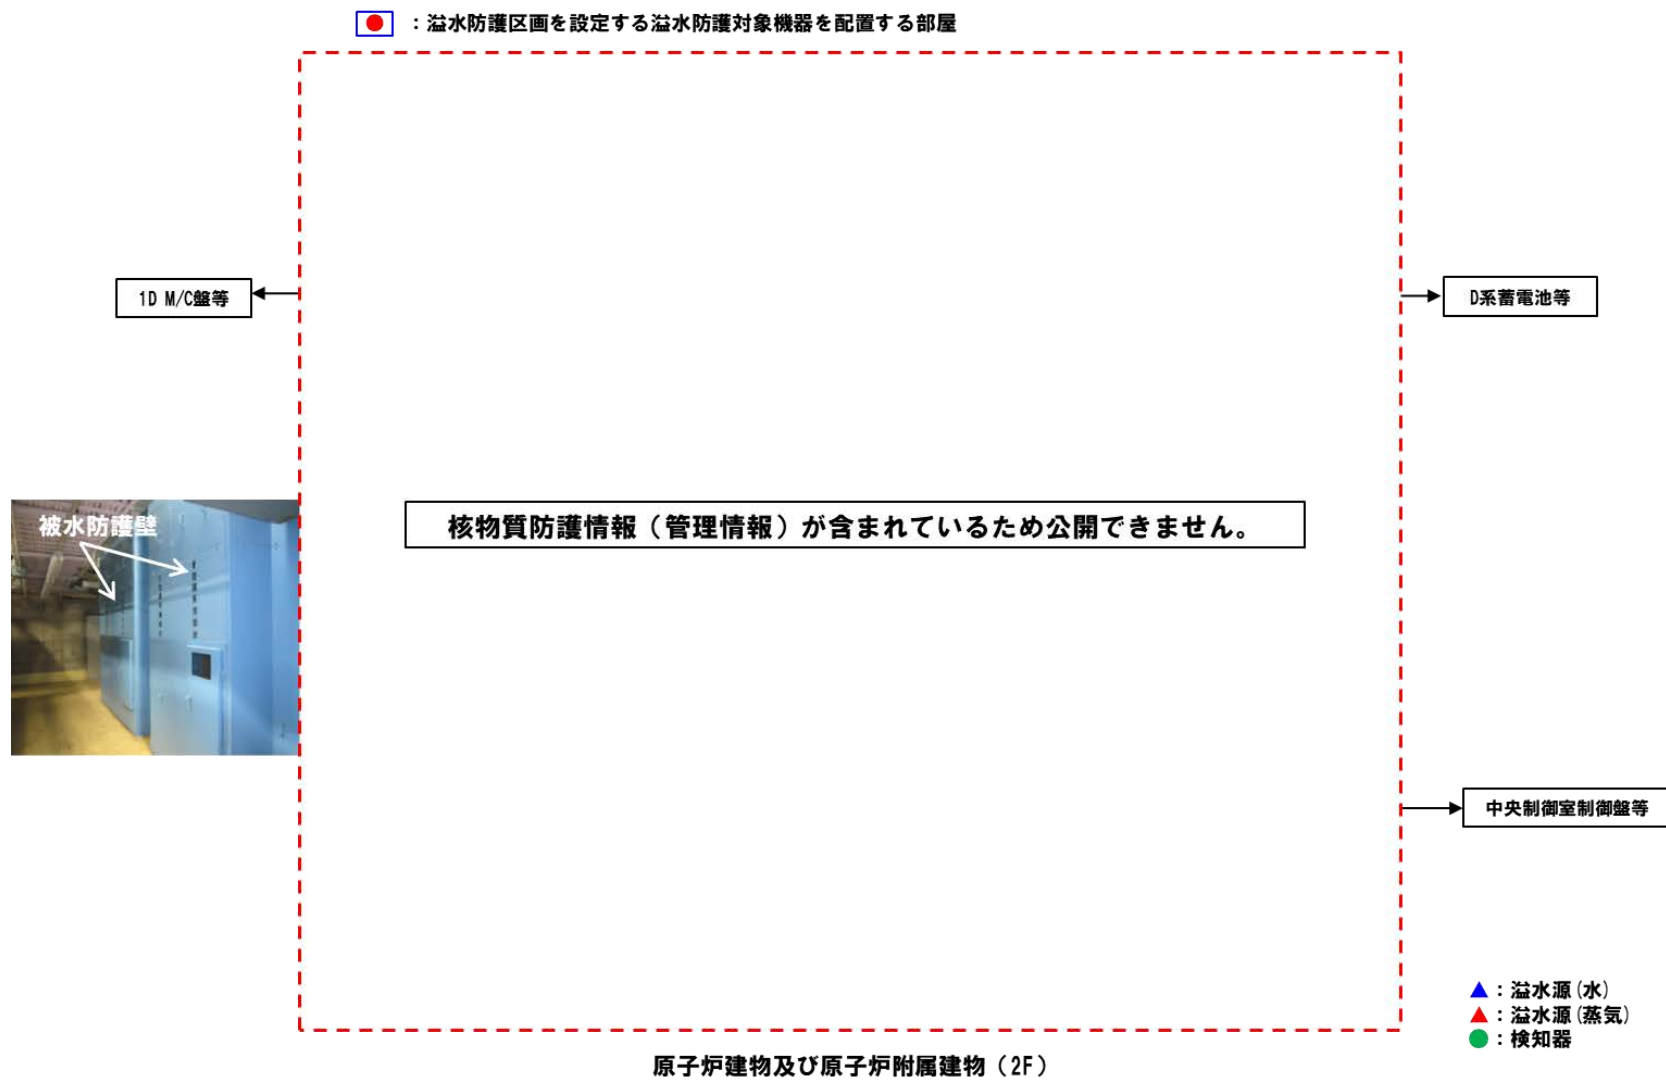 ：溢水防護区画を設定する溢水防護対象機器を配置する部屋
1D M/C盤等
D系蓄電池等
被水防護壁
核物質防護情報（管理情報）が含まれているため公開できません。
中央制御室制御盤等
：溢水源(水)
：溢水源(蒸気)
：検知器
原子炉建物及び原子炉附属建物（2F）